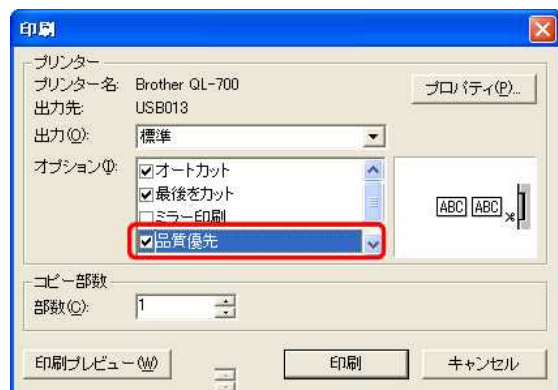 印刷
プリンター
プリンター名: Brother QL-700
プロパティ(P)...
出力先: USB013
出力(O): 標準
オプション(I): オートカット
最後をカット
ミラー印刷
品質優先
ABC ABC
コピー部数
部数(C): 1
印刷プレビュー(W) 印刷 キャンセル